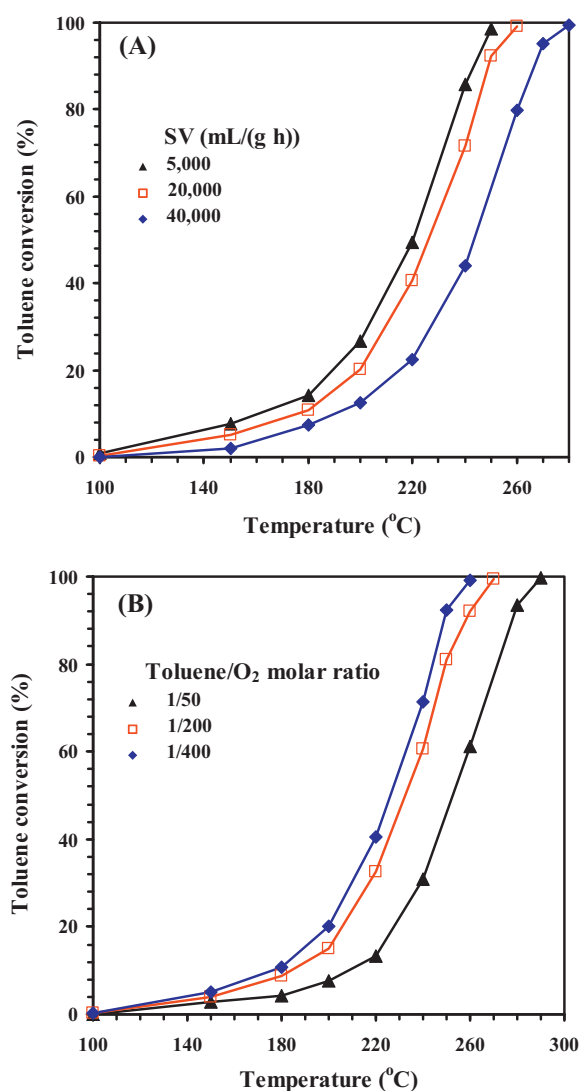 (A)
SV (mL/(g h))
5,000
20,000
40,000
Toluene conversion (%)
100
80
60
40
20
0
100 140 180 220 260
Temperature (°C)
(B)
Toluene/O₂ molar ratio
1/50
1/200
1/400
Toluene conversion (%)
100
80
60
40
20
0
100 140 180 220 260 300
Temperature (°C)